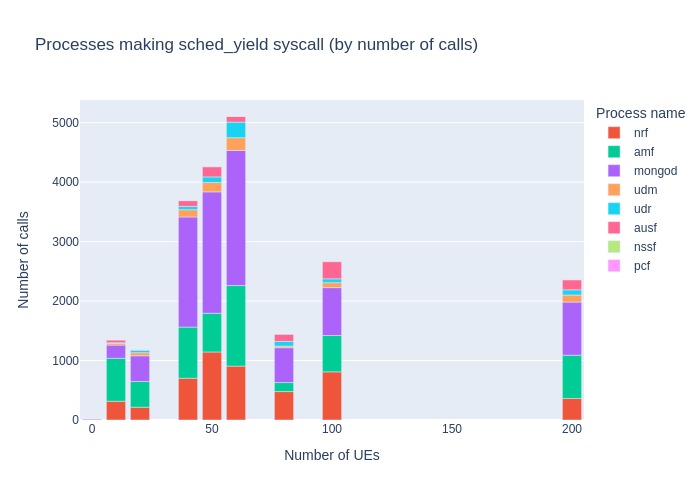 Processes making sched_yield syscall (by number of calls)
Process name
nrf
amf
mongod
udm
udr
ausf
nssf
pcf
Number of calls
5000
4000
3000
2000
1000
0
0 50 100 150 200
Number of UEs